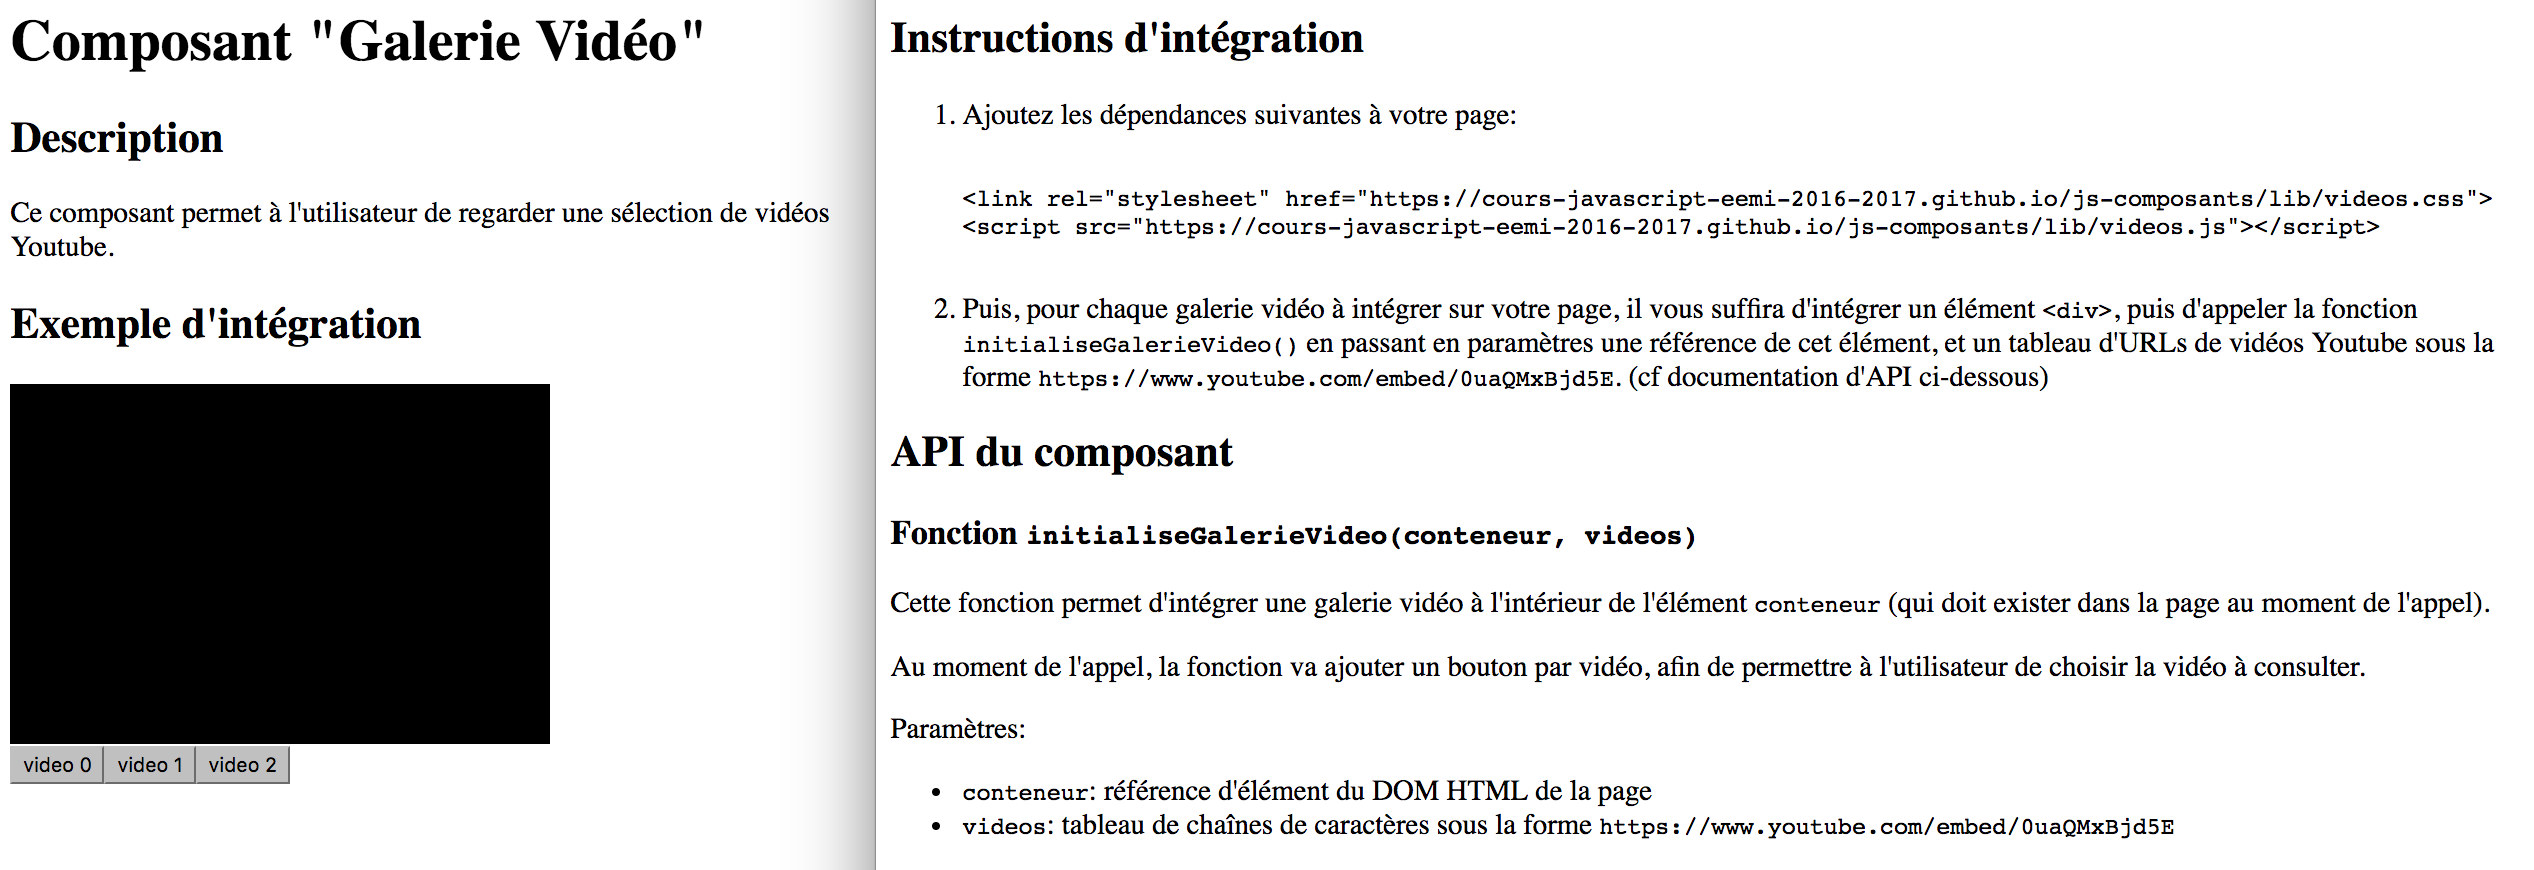 Composant "Galerie Vidéo"
Description
Ce composant permet à l'utilisateur de regarder une sélection de vidéos
Youtube.
Exemple d'intégration
video 0 video 1 video 2
Instructions d'intégration
1. Ajoutez les dépendances suivantes à votre page:
<link rel="stylesheet" href="https://cours-javascript-eemi-2016-2017.github.io/js-composants/lib/videos.css">
<script src="https://cours-javascript-eemi-2016-2017.github.io/js-composants/lib/videos.js"></script>
2. Puis, pour chaque galerie vidéo à intégrer sur votre page, il vous suffira d'intégrer un élément <div>, puis d'appeler la fonction
initialiseGalerieVideo() en passant en paramètres une référence de cet élément, et un tableau d'URLs de vidéos Youtube sous la
forme https://www.youtube.com/embed/0uaQMxBjd5E. (cf documentation d'API ci-dessous)
API du composant
Fonction initialiseGalerieVideo(conteneur, videos)
Cette fonction permet d'intégrer une galerie vidéo à l'intérieur de l'élément conteneur (qui doit exister dans la page au moment de l'appel).
Au moment de l'appel, la fonction va ajouter un bouton par vidéo, afin de permettre à l'utilisateur de choisir la vidéo à consulter.
Paramètres:
• conteneur: référence d'élément du DOM HTML de la page
• videos: tableau de chaînes de caractères sous la forme https://www.youtube.com/embed/0uaQMxBjd5E